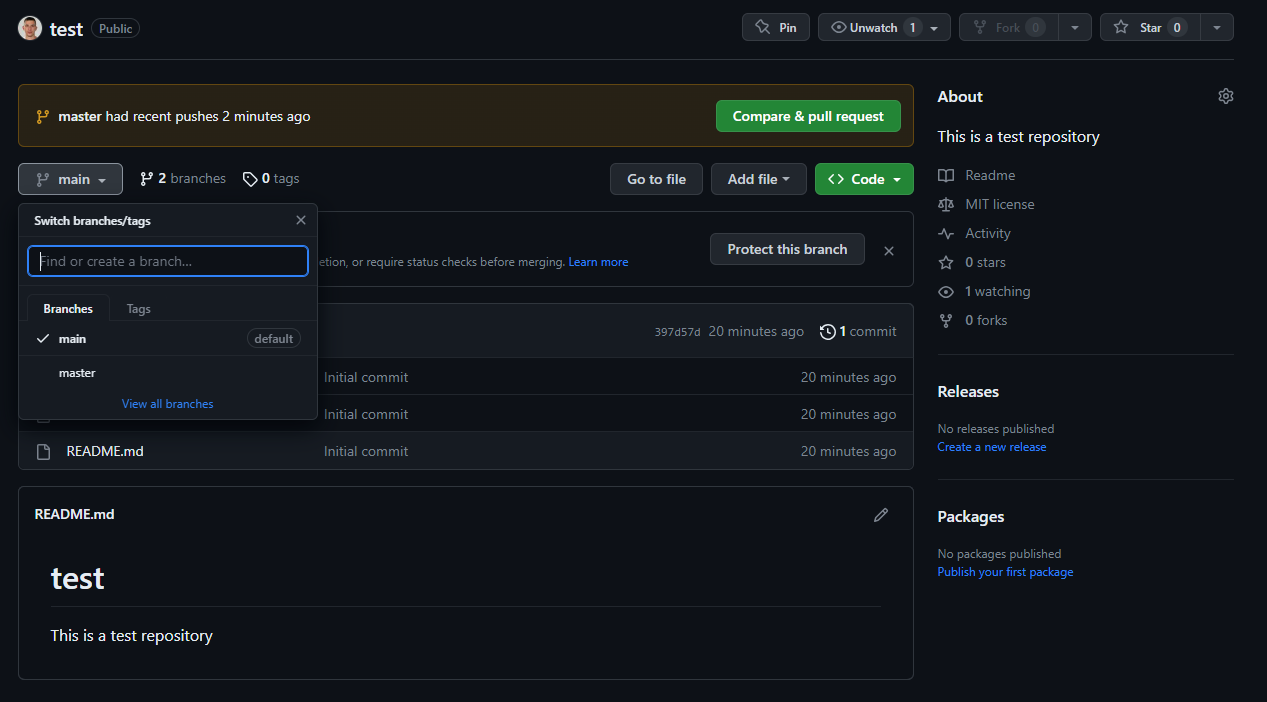 test Public Pin Unwatch 1 Fork 0 Star 0
master had recent pushes 2 minutes ago Compare & pull request
main 2 branches 0 tags Go to file Add file Code
Switch branches/tags
Find or create a branch...
Branches Tags
main default
master
View all branches
Protect this branch
etion, or require status checks before merging. Learn more
397d57d 20 minutes ago 1 commit
Initial commit 20 minutes ago
Initial commit 20 minutes ago
README.md Initial commit 20 minutes ago
README.md
test
This is a test repository
About
This is a test repository
Readme
MIT license
Activity
0 stars
1 watching
0 forks
Releases
No releases published
Create a new release
Packages
No packages published
Publish your first package